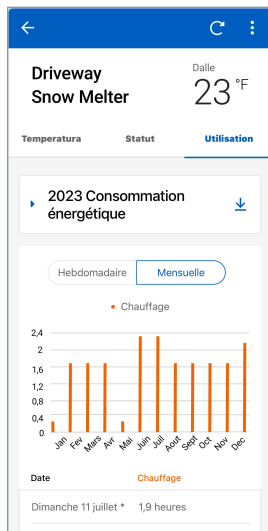 Driveway
Snow Melter
Dalle
23 °F
Temperatura
Statut
Utilisation
2023 Consommation
énergétique
Hebdomadaire
Mensuelle
Chauffage
2,4
2
1,6
1,2
0,8
0,4
0
Jan
Fev
Mars
Avr
Mai
Juin
Juil
Aout
Sept
Oct
Nov
Dec
Date
Chauffage
Dimanche 11 juillet *
1,9 heures